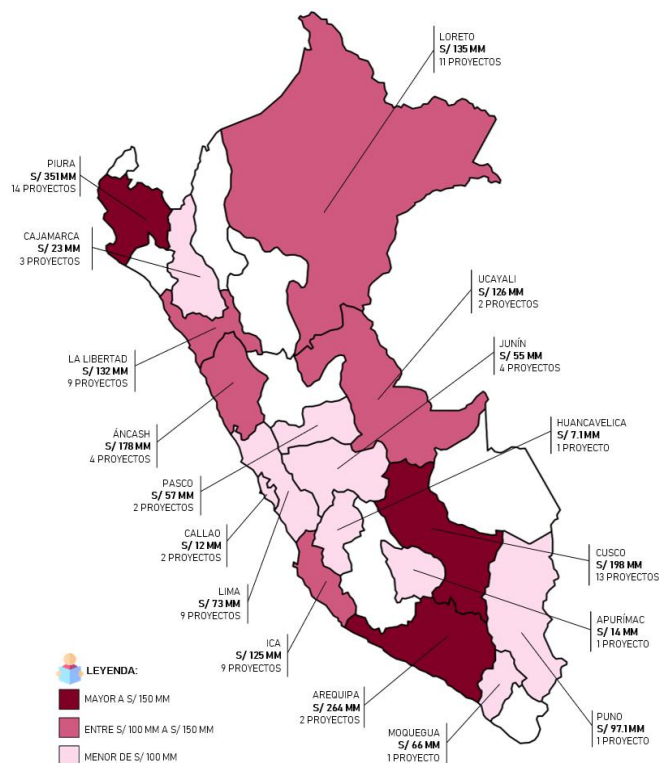 LORETO
S/ 135 MM
11 PROYECTOS
PIURA
S/ 351 MM
14 PROYECTOS
CAJAMARCA
S/ 23 MM
3 PROYECTOS
UCAYALI
S/ 126 MM
2 PROYECTOS
JUNÍN
S/ 55 MM
4 PROYECTOS
LA LIBERTAD
S/ 132 MM
9 PROYECTOS
HUANCAVELICA
S/ 7.1 MM
1 PROYECTO
ÁNCASH
S/ 178 MM
4 PROYECTOS
PASCO
S/ 57 MM
2 PROYECTOS
CALLAO
S/ 12 MM
2 PROYECTOS
CUSCO
S/ 198 MM
13 PROYECTOS
LIMA
S/ 73 MM
9 PROYECTOS
APURÍMAC
S/ 14 MM
1 PROYECTO
ICA
S/ 125 MM
9 PROYECTOS
AREQUIPA
S/ 264 MM
2 PROYECTOS
MOQUEGUA
S/ 66 MM
1 PROYECTO
PUNO
S/ 97.1 MM
1 PROYECTO
LEYENDA:
MAYOR A S/ 150 MM
ENTRE S/ 100 MM A S/ 150 MM
MENOR DE S/ 100 MM